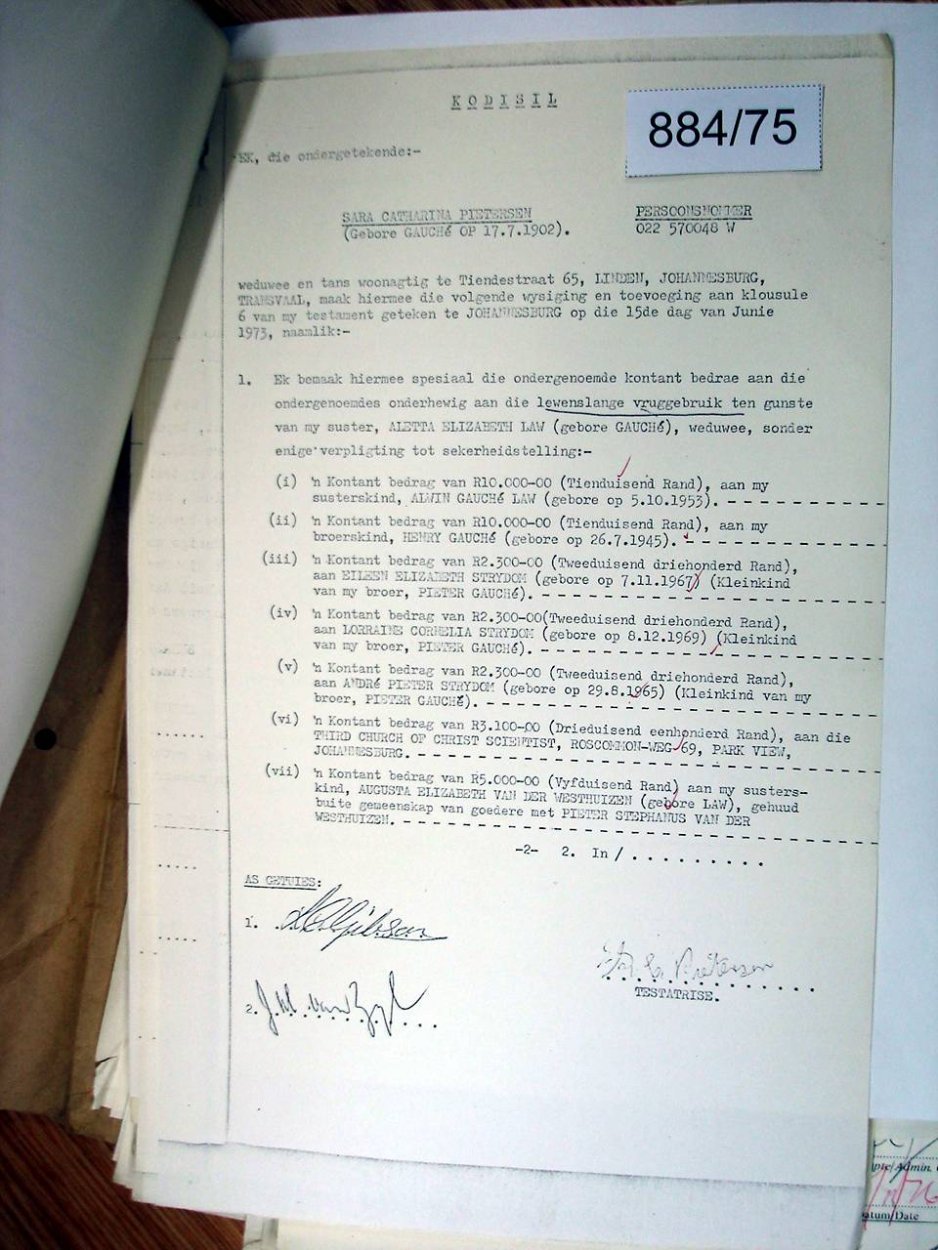 K O D I S I L
884/75
EK, die ondergetekende:-
SARA CATHARINA PIETERSEN
(Gebore GAUCHé OP 17.7.1902).
PERSOONSNOMMER
022 570048 W
weduwee en tans woonagtig te Tiendestraat 65, LINDEN, JOHANNESBURG,
TRANSVAAL, maak hiermee die volgende wysiging en toevoeging aan klousule
6 van my testament geteken te JOHANNESBURG op die 15de dag van Junie
1973, naamlik:-
1. Ek bemaak hiermee spesiaal die ondergenoemde kontant bedrae aan die
ondergenoemdes onderhewig aan die lewenslange vruggebruik ten gunste
van my suster, ALETTA ELIZABETH LAW (gebore GAUCHé), weduwee, sonder
enige verpligting tot sekerheidstelling:-
(i) 'n Kontant bedrag van R10.000-00 (Tienduisend Rand), aan my
susterskind, ALWIN GAUCHé LAW (gebore op 5.10.1953). - - - - - - - - - - -
(ii) 'n Kontant bedrag van R10.000-00 (Tienduisend Rand), aan my
broerskind, HENRY GAUCHé (gebore op 26.7.1945). - - - - - - - - - - - - - -
(iii) 'n Kontant bedrag van R2.300-00 (Tweeduisend driehonderd Rand),
aan EILEEN ELIZABETH STRYDOM (gebore op 7.11.1967) (Kleinkind
van my broer, PIETER GAUCHé). - - - - - - - - - - - - - - - - - - - - - - - -
(iv) 'n Kontant bedrag van R2.300-00(Tweeduisend driehonderd Rand),
aan LORRAINE CORNELIA STRYDOM (gebore op 8.12.1969) (Kleinkind
van my broer, PIETER GAUCHé). - - - - - - - - - - - - - - - - - - - - - - - -
(v) 'n Kontant bedrag van R2.300-00 (Tweeduisend driehonderd Rand),
aan ANDRé PIETER STRYDOM (gebore op 29.8.1965) (Kleinkind van my
broer, PIETER GAUCHé). - - - - - - - - - - - - - - - - - - - - - - - - - - - -
(vi) 'n Kontant bedrag van R3.100-00 (Drieduisend eenhonderd Rand), aan die
THIRD CHURCH OF CHRIST SCIENTIST, ROSCOMMON-WEG 69, PARK VIEW,
JOHANNESBURG. - - - - - - - - - - - - - - - - - - - - - - - - - - - - - - - -
(vii) 'n Kontant bedrag van R5.000-00 (Vyfduisend Rand) aan my susters-
kind, AUGUSTA ELIZABETH VAN DER WESTHUIZEN (gebore LAW), gehuud
buite gemeenskap van goedere met PIETER STEPHANUS VAN DER
WESTHUIZEN. - - - - - - - - - - - - - - - - - - - - - - - - - - - - - - - - -
-2- 2. In / . . . . . . . . .
AS GETUIES:
1. Gibson
S. C. Pietersen
TESTATRISE.
2. J. M. van Zyl
Admin.
Datum/Date